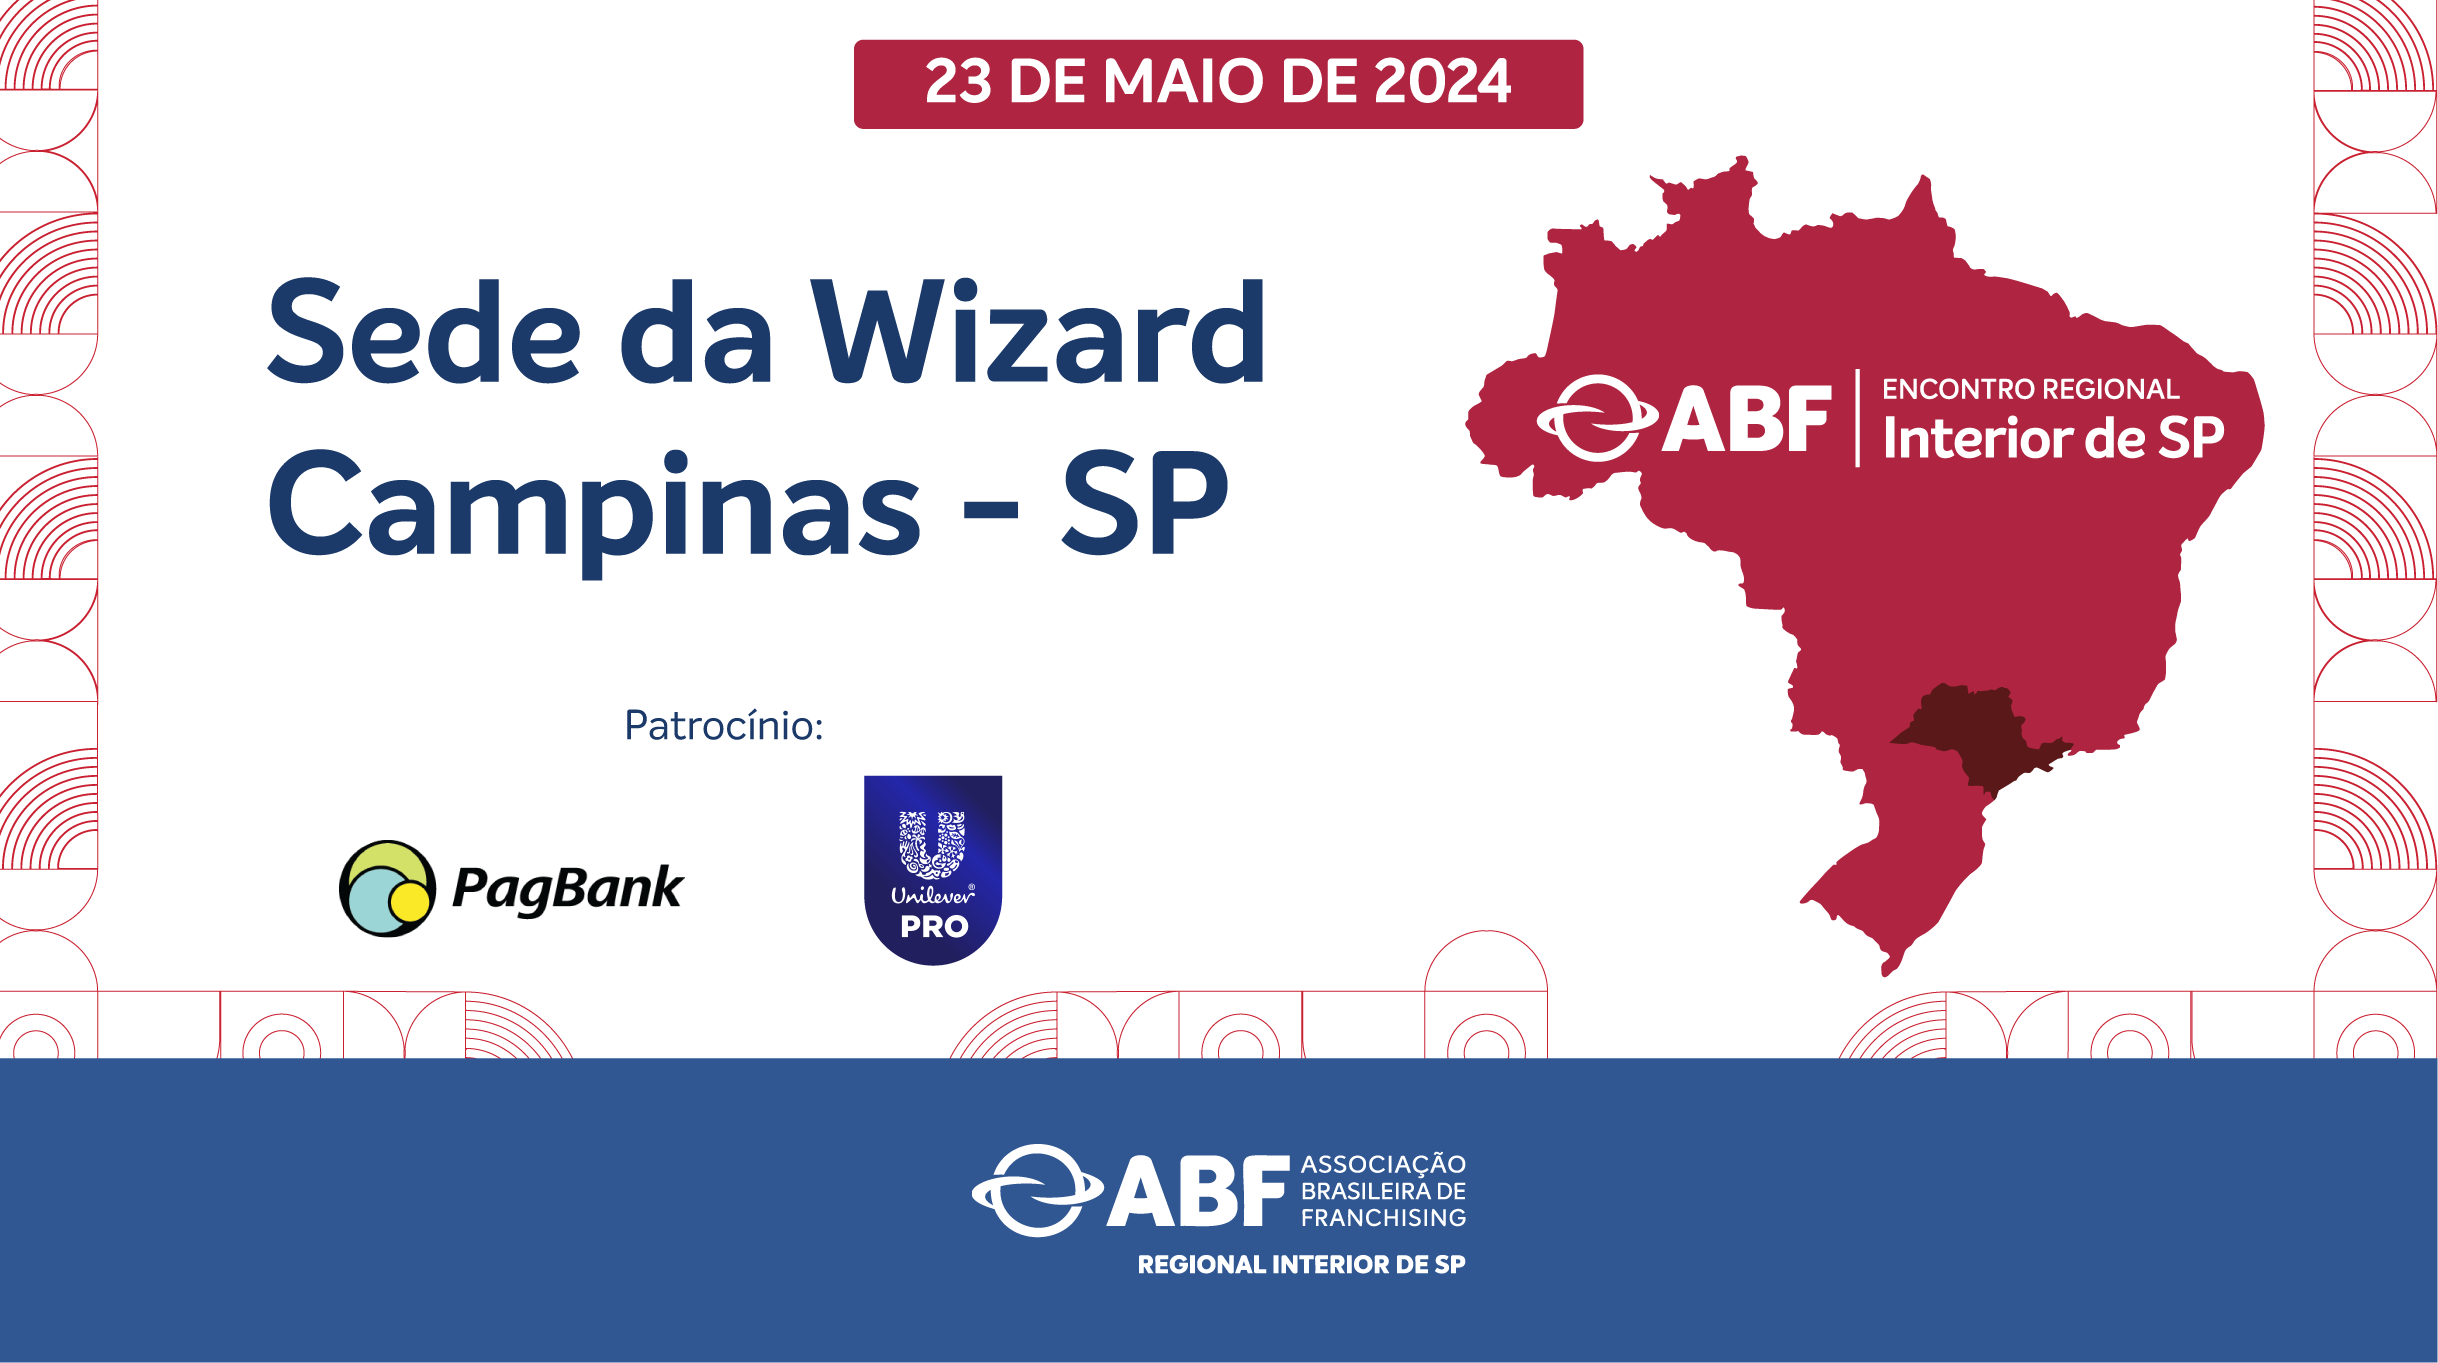 23 DE MAIO DE 2024
Sede da Wizard
Campinas - SP
ABF
ENCONTRO REGIONAL
Interior de SP
Patrocínio:
PagBank
U
Unilever®
PRO
ABF
ASSOCIAÇÃO
BRASILEIRA DE
FRANCHISING
REGIONAL INTERIOR DE SP